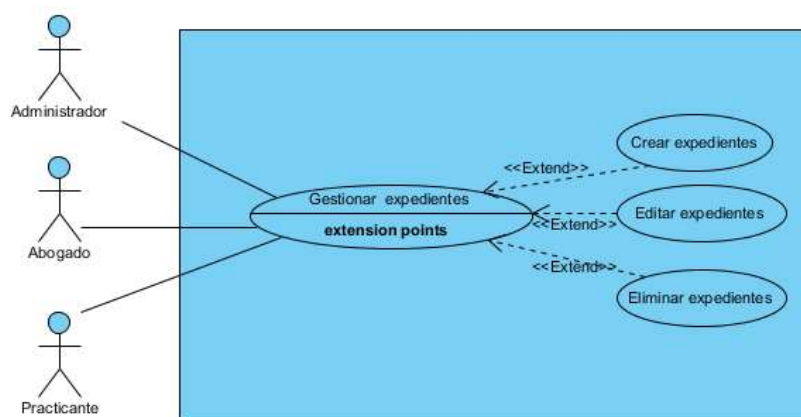 Administrador
Abogado
Practicante
Gestionar expedientes
extension points
<<Extend>>
Crear expedientes
<<Extend>>
Editar expedientes
<<Extend>>
Eliminar expedientes